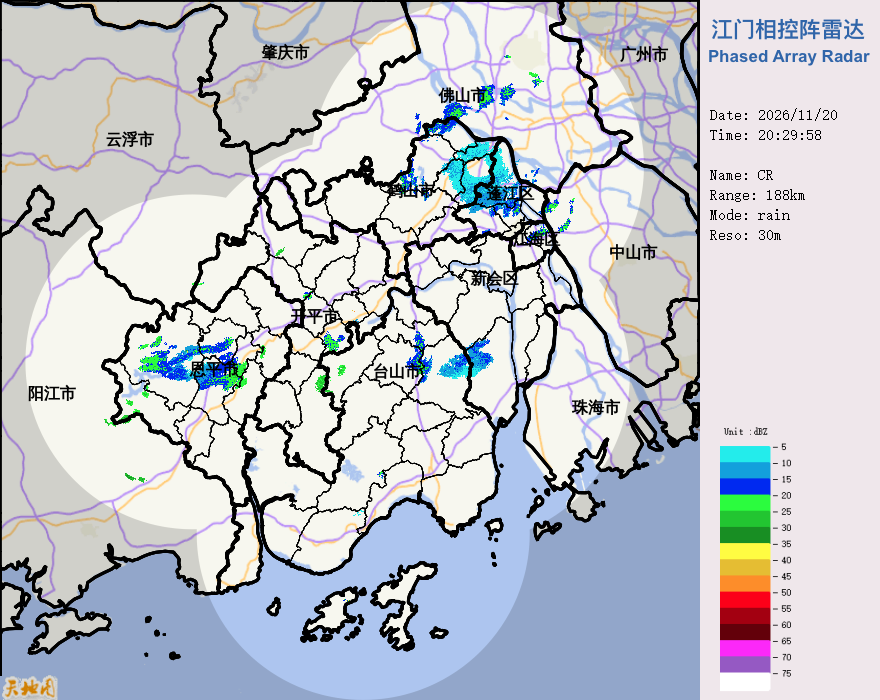 江门相控阵雷达
Phased Array Radar
Date: 2026/11/20
Time: 20:29:58
Name: CR
Range: 188km
Mode: rain
Reso: 30m
肇庆市
广州市
佛山市
云浮市
鹤山市
蓬江区
江海区
中山市
新会区
开平市
恩平市
台山市
阳江市
珠海市
Unit :dBZ
5
10
15
20
25
30
35
40
45
50
55
60
65
70
75
天地图